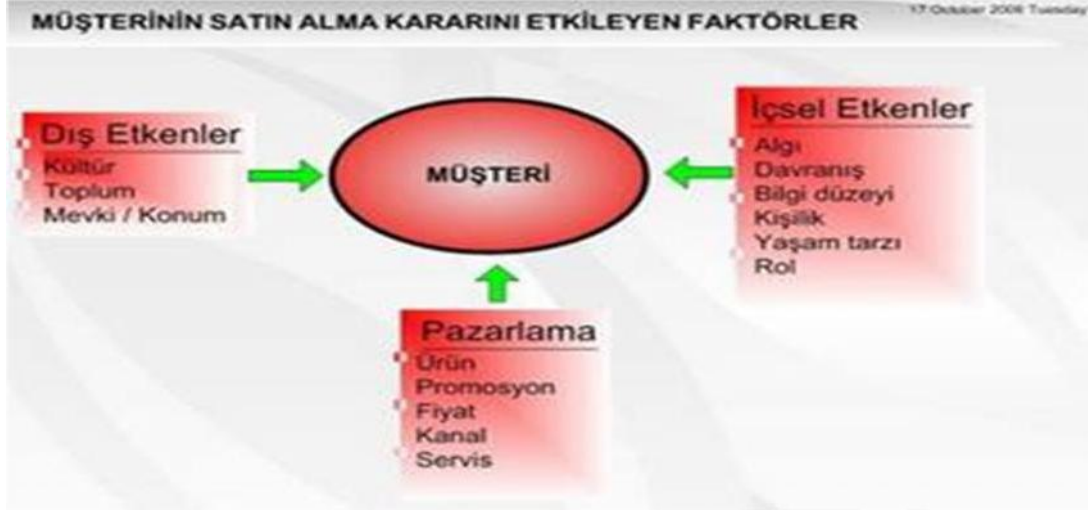 17 October 2006 Tuesday
MÜŞTERİNİN SATIN ALMA KARARINI ETKİLEYEN FAKTÖRLER
Dış Etkenler
Kültür
Toplum
Mevki / Konum
MÜŞTERİ
İçsel Etkenler
Algı
Davranış
Bilgi düzeyi
Kişilik
Yaşam tarzı
Rol
Pazarlama
Ürün
Promosyon
Fiyat
Kanal
Servis